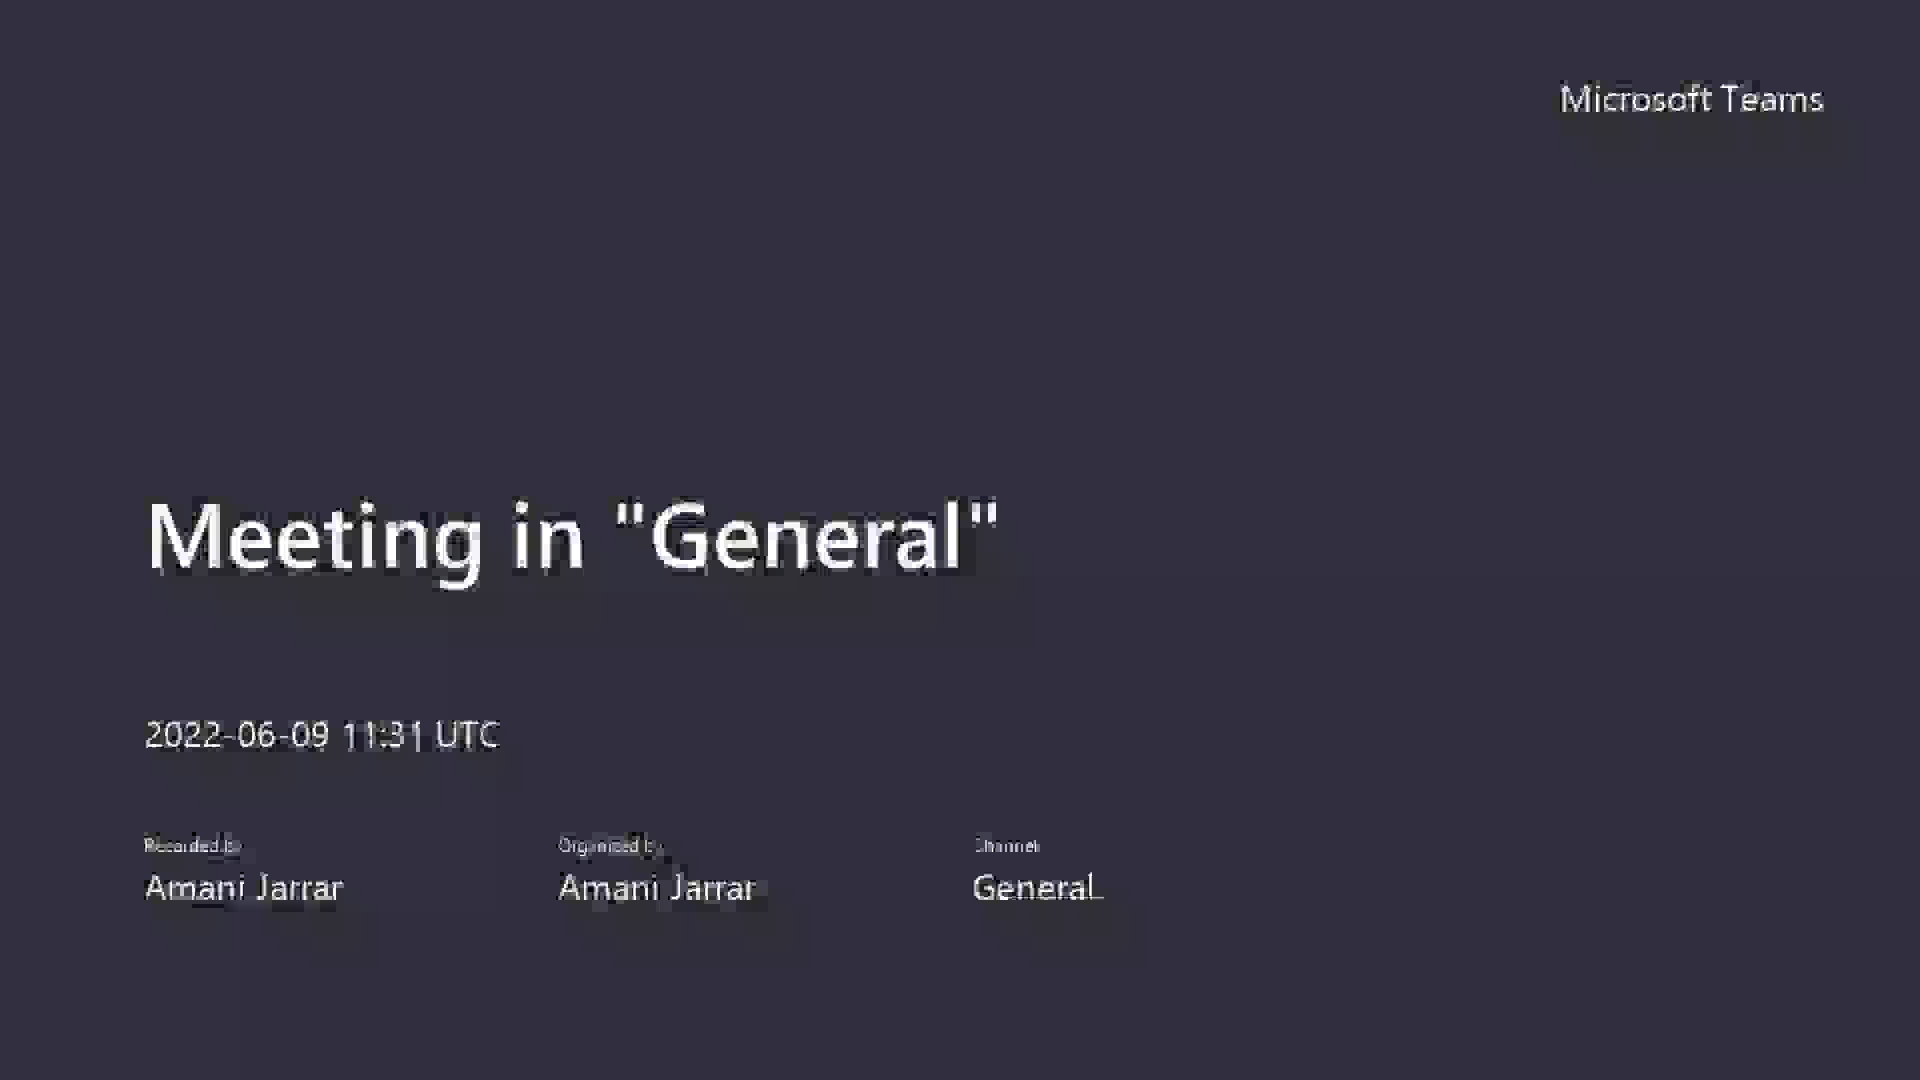 Microsoft Teams
Meeting in "General"
2022-06-09 11:31 UTC
Recorded by
Organized by
Channel
Amani Jarrar
Amani Jarrar
General